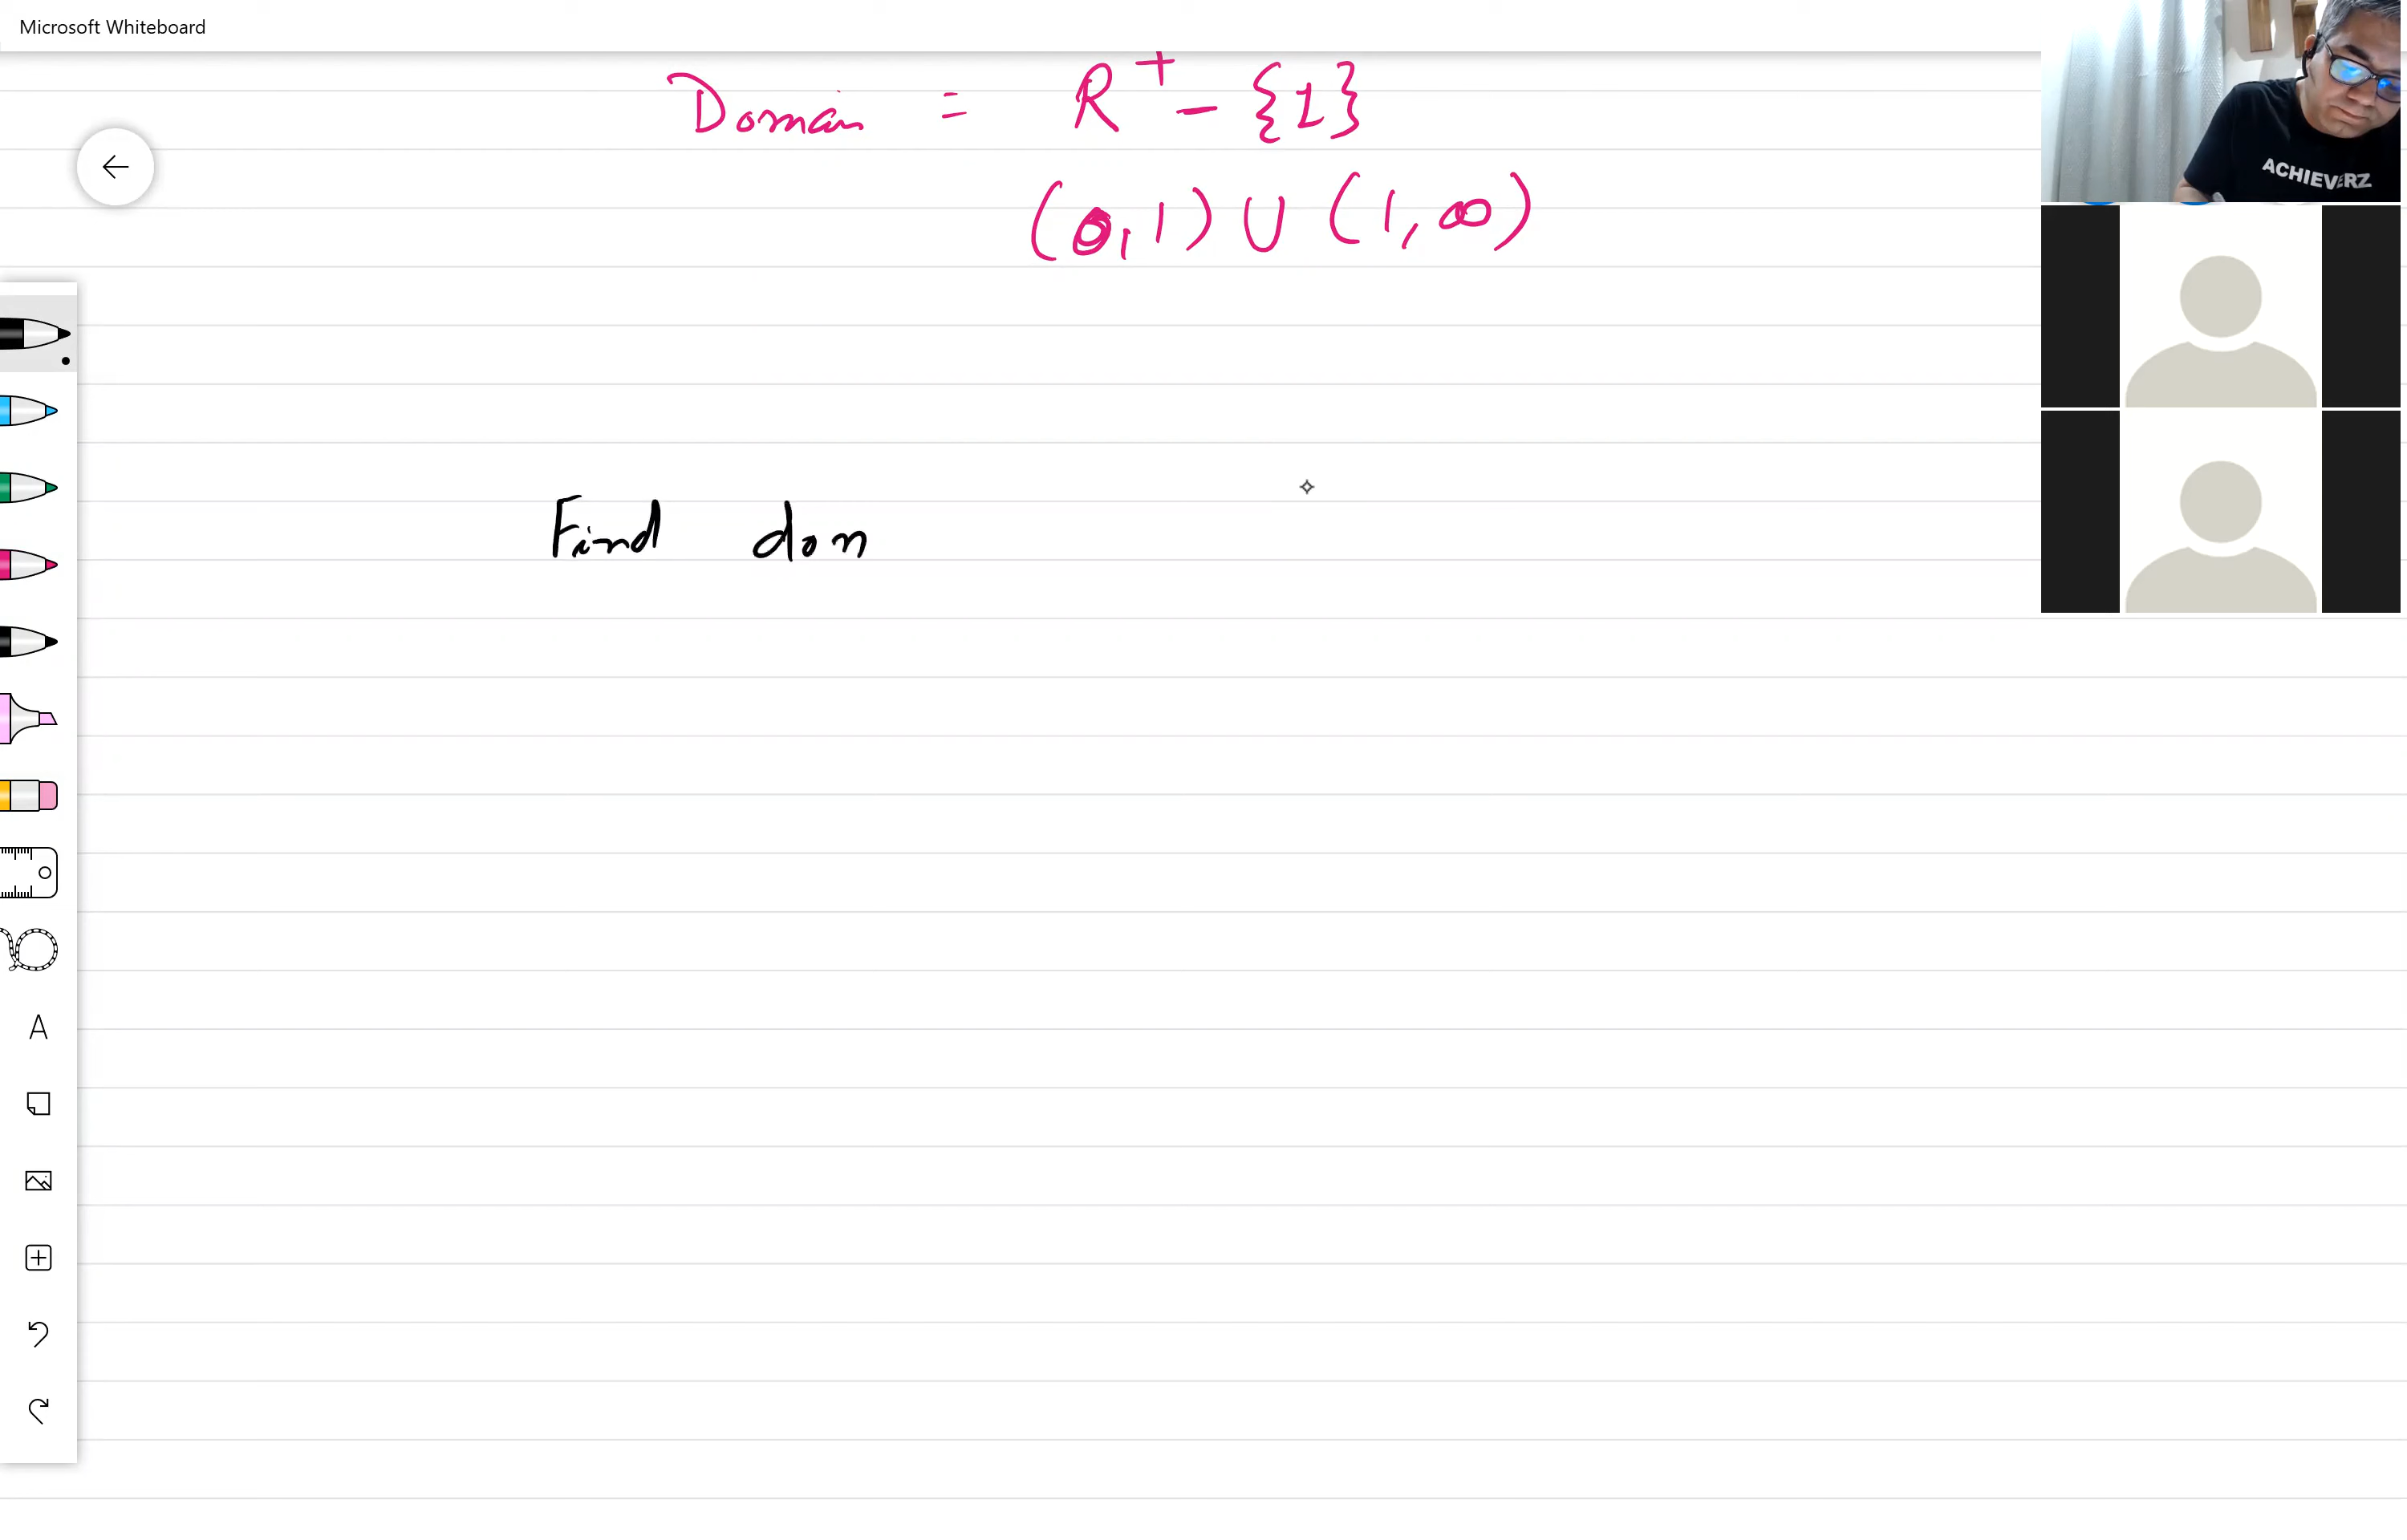 Microsoft Whiteboard
Domain = R⁺ - {1}
(0, 1) ∪ (1, ∞)
ACHIEVERZ
Find dom
A